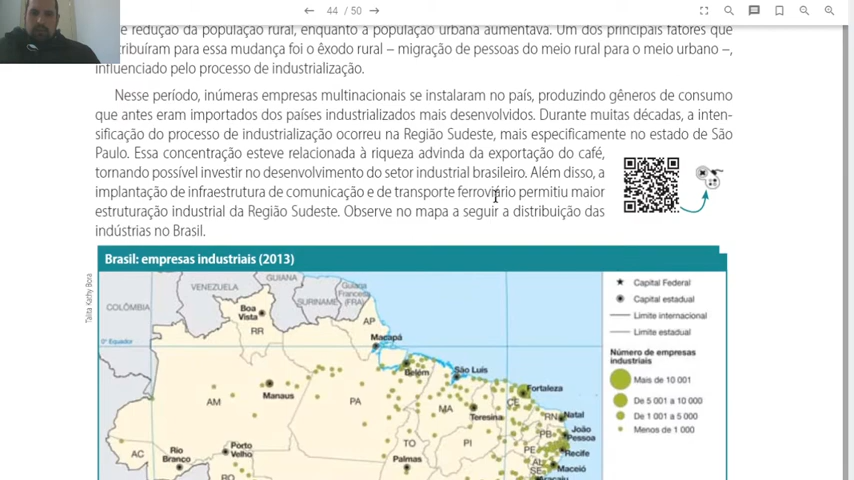 44 / 50
e redução da população rural, enquanto a população urbana aumentava. Um dos principais fatores que
tribuíram para essa mudança foi o êxodo rural – migração de pessoas do meio rural para o meio urbano –,
influenciado pelo processo de industrialização.
Nesse período, inúmeras empresas multinacionais se instalaram no país, produzindo gêneros de consumo
que antes eram importados dos países industrializados mais desenvolvidos. Durante muitas décadas, a inten-
sificação do processo de industrialização ocorreu na Região Sudeste, mais especificamente no estado de São
Paulo. Essa concentração esteve relacionada à riqueza advinda da exportação do café,
tornando possível investir no desenvolvimento do setor industrial brasileiro. Além disso, a
implantação de infraestrutura de comunicação e de transporte ferroviário permitiu maior
estruturação industrial da Região Sudeste. Observe no mapa a seguir a distribuição das
indústrias no Brasil.
Brasil: empresas industriais (2013)
Talita Kathy Bora
COLÔMBIA
VENEZUELA
GUIANA
SURINAME
Guiana
Francesa
(FRA)
Boa
Vista
RR
AP
Macapá
0° Equador
Belém
São Luís
Fortaleza
Manaus
AM
PA
MA
CE
Teresina
RN
Natal
PB
João
Pessoa
AC
Rio
Branco
Porto
Velho
RO
TO
Palmas
PI
PE
Recife
AL
Maceió
SE
Aracaju
Capital Federal
Capital estadual
Limite internacional
Limite estadual
Número de empresas
industriais
Mais de 10 001
De 5 001 a 10 000
De 1 001 a 5 000
Menos de 1 000